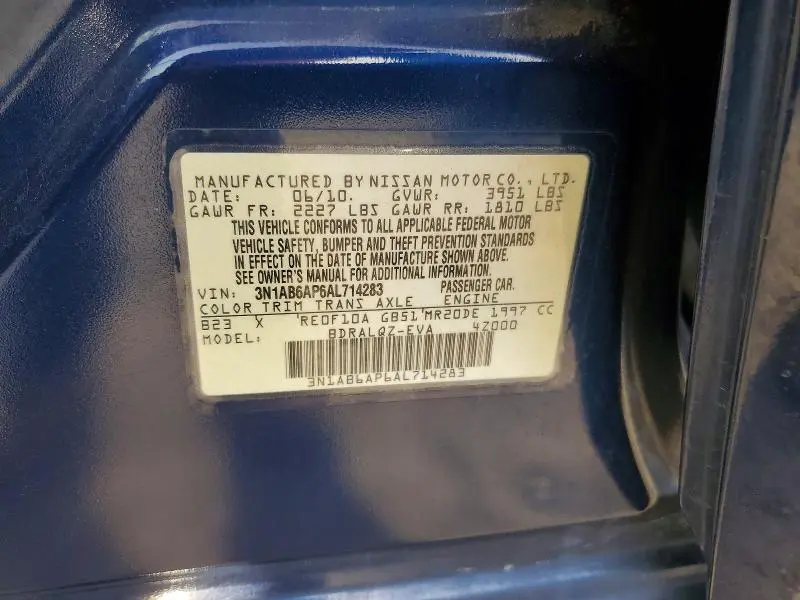 MANUFACTURED BY NISSAN MOTOR CO., LTD.
DATE: 06/10. GVWR: 3951 LBS
GAWR FR: 2227 LBS GAWR RR: 1810 LBS
THIS VEHICLE CONFORMS TO ALL APPLICABLE FEDERAL MOTOR
VEHICLE SAFETY, BUMPER AND THEFT PREVENTION STANDARDS
IN EFFECT ON THE DATE OF MANUFACTURE SHOWN ABOVE.
SEE OWNER'S MANUAL FOR ADDITIONAL INFORMATION.
VIN: 3N1AB6AP6AL714283 PASSENGER CAR.
COLOR TRIM TRANS AXLE ENGINE
B23 X RE0F10A GB51 MR20DE 1997 CC
MODEL: BDRALQZ-EVA 4Z000
3N1AB6AP6AL714283